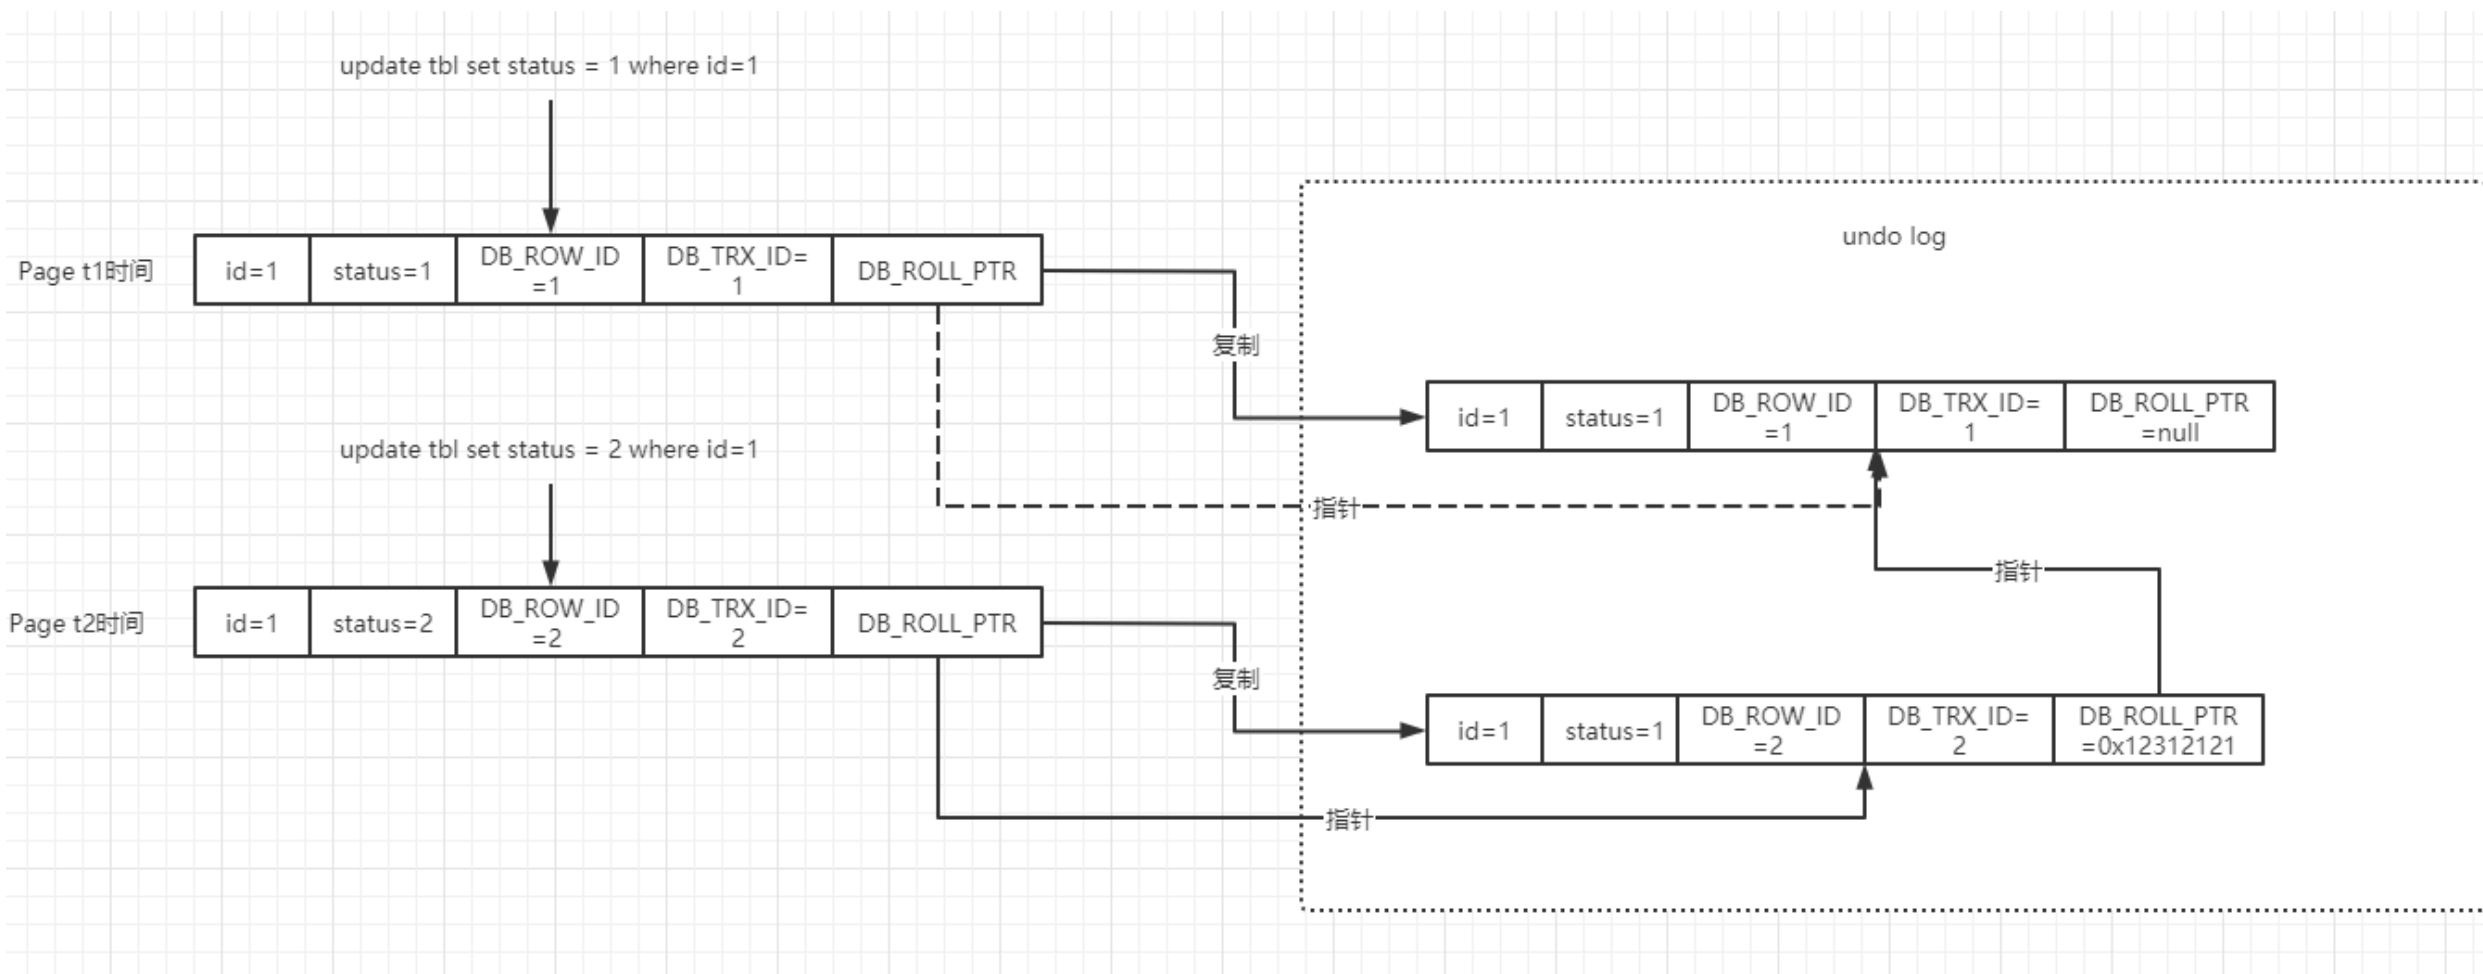 update tbl set status = 1 where id=1
undo log
Page t1时间
id=1
status=1
DB_ROW_ID
=1
DB_TRX_ID=
1
DB_ROLL_PTR
复制
id=1
status=1
DB_ROW_ID
=1
DB_TRX_ID=
1
DB_ROLL_PTR
=null
update tbl set status = 2 where id=1
指针
指针
Page t2时间
id=1
status=2
DB_ROW_ID
=2
DB_TRX_ID=
2
DB_ROLL_PTR
复制
id=1
status=1
DB_ROW_ID
=2
DB_TRX_ID=
2
DB_ROLL_PTR
=0x12312121
指针